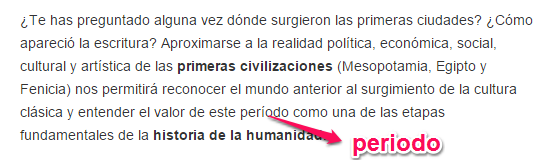 ¿Te has preguntado alguna vez dónde surgieron las primeras ciudades? ¿Cómo
apareció la escritura? Aproximarse a la realidad política, económica, social,
cultural y artística de las primeras civilizaciones (Mesopotamia, Egipto y
Fenicia) nos permitirá reconocer el mundo anterior al surgimiento de la cultura
clásica y entender el valor de este período como una de las etapas
fundamentales de la historia de la humanidad.
periodo